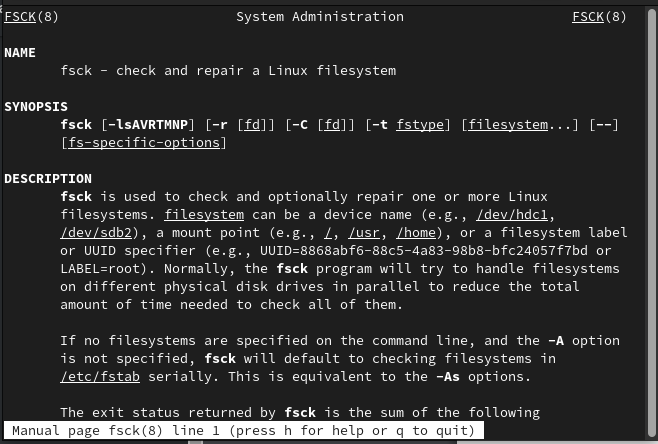 FSCK(8) System Administration FSCK(8)
NAME
fsck - check and repair a Linux filesystem
SYNOPSIS
fsck [-lsAVRTMNP] [-r [fd]] [-C [fd]] [-t fstype] [filesystem...] [--]
[fs-specific-options]
DESCRIPTION
fsck is used to check and optionally repair one or more Linux
filesystems. filesystem can be a device name (e.g., /dev/hdc1,
/dev/sdb2), a mount point (e.g., /, /usr, /home), or a filesystem label
or UUID specifier (e.g., UUID=8868abf6-88c5-4a83-98b8-bfc24057f7bd or
LABEL=root). Normally, the fsck program will try to handle filesystems
on different physical disk drives in parallel to reduce the total
amount of time needed to check all of them.
If no filesystems are specified on the command line, and the -A option
is not specified, fsck will default to checking filesystems in
/etc/fstab serially. This is equivalent to the -As options.
The exit status returned by fsck is the sum of the following
Manual page fsck(8) line 1 (press h for help or q to quit)